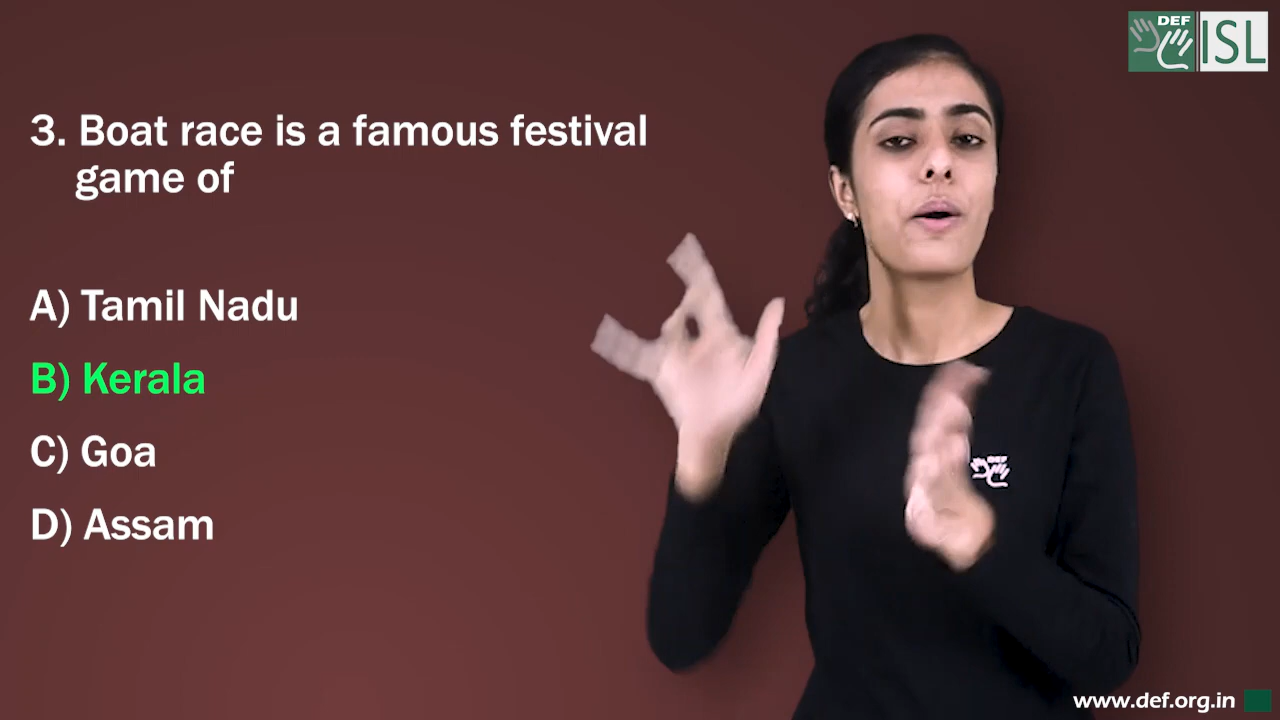 DEF
ISL
3. Boat race is a famous festival
game of
A) Tamil Nadu
B) Kerala
C) Goa
D) Assam
DEF
www.def.org.in